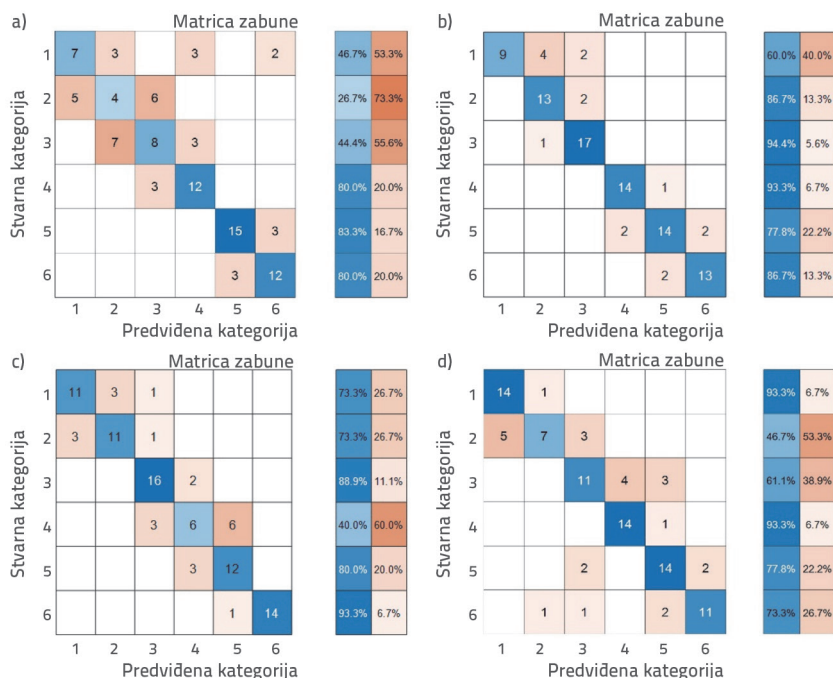 a)
Matrica zabune
Stvarna kategorija
1 7 3 3 2 46.7% 53.3%
2 5 4 6 26.7% 73.3%
3 7 8 3 44.4% 55.6%
4 3 12 80.0% 20.0%
5 15 3 83.3% 16.7%
6 3 12 80.0% 20.0%
1 2 3 4 5 6
Predviđena kategorija
b)
Matrica zabune
Stvarna kategorija
1 9 4 2 60.0% 40.0%
2 13 2 86.7% 13.3%
3 1 17 94.4% 5.6%
4 14 1 93.3% 6.7%
5 2 14 2 77.8% 22.2%
6 2 13 86.7% 13.3%
1 2 3 4 5 6
Predviđena kategorija
c)
Matrica zabune
Stvarna kategorija
1 11 3 1 73.3% 26.7%
2 3 11 1 73.3% 26.7%
3 16 2 88.9% 11.1%
4 3 6 6 40.0% 60.0%
5 3 12 80.0% 20.0%
6 1 14 93.3% 6.7%
1 2 3 4 5 6
Predviđena kategorija
d)
Matrica zabune
Stvarna kategorija
1 14 1 93.3% 6.7%
2 5 7 3 46.7% 53.3%
3 11 4 3 61.1% 38.9%
4 14 1 93.3% 6.7%
5 2 14 2 77.8% 22.2%
6 1 1 2 11 73.3% 26.7%
1 2 3 4 5 6
Predviđena kategorija